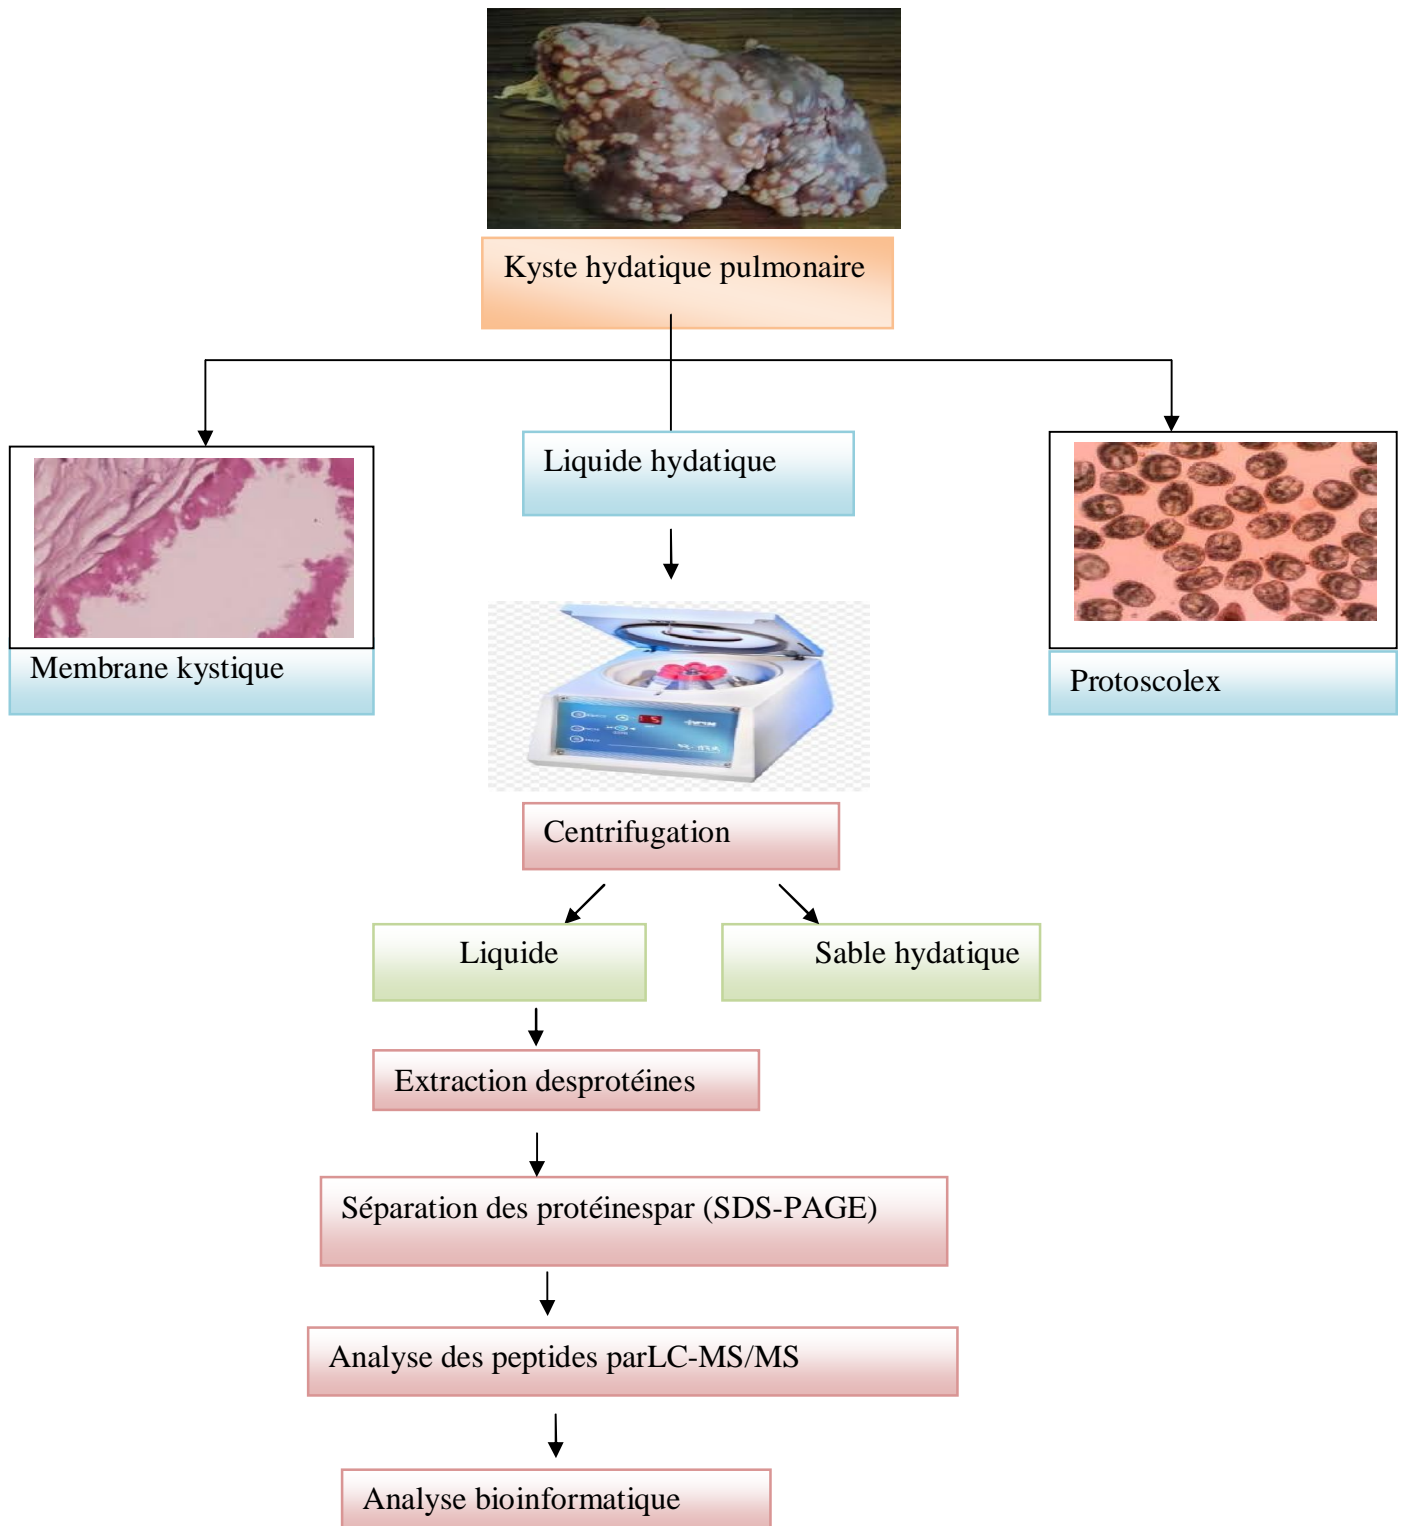 Kyste hydatique pulmonaire
Liquide hydatique
Membrane kystique
Protoscolex
Centrifugation
Liquide
Sable hydatique
Extraction desprotéines
Séparation des protéinespar (SDS-PAGE)
Analyse des peptides parLC-MS/MS
Analyse bioinformatique